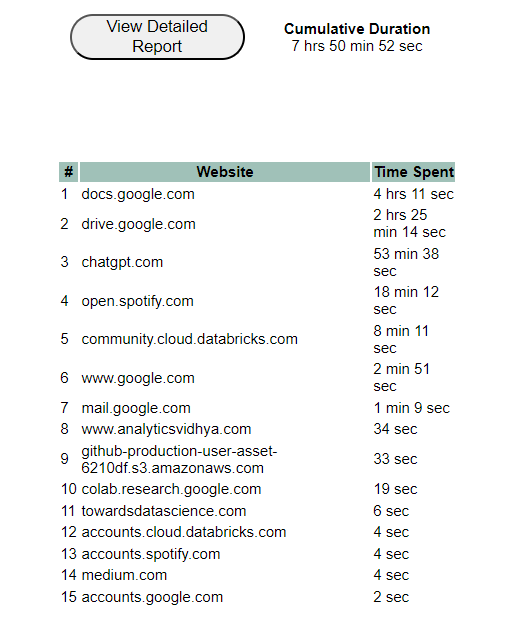 View Detailed
Report
Cumulative Duration
7 hrs 50 min 52 sec
# Website Time Spent
1 docs.google.com 4 hrs 11 sec
2 drive.google.com 2 hrs 25
min 14 sec
3 chatgpt.com 53 min 38
sec
4 open.spotify.com 18 min 12
sec
5 community.cloud.databricks.com 8 min 11
sec
6 www.google.com 2 min 51
sec
7 mail.google.com 1 min 9 sec
8 www.analyticsvidhya.com 34 sec
9 github-production-user-asset-
6210df.s3.amazonaws.com 33 sec
10 colab.research.google.com 19 sec
11 towardsdatascience.com 6 sec
12 accounts.cloud.databricks.com 4 sec
13 accounts.spotify.com 4 sec
14 medium.com 4 sec
15 accounts.google.com 2 sec